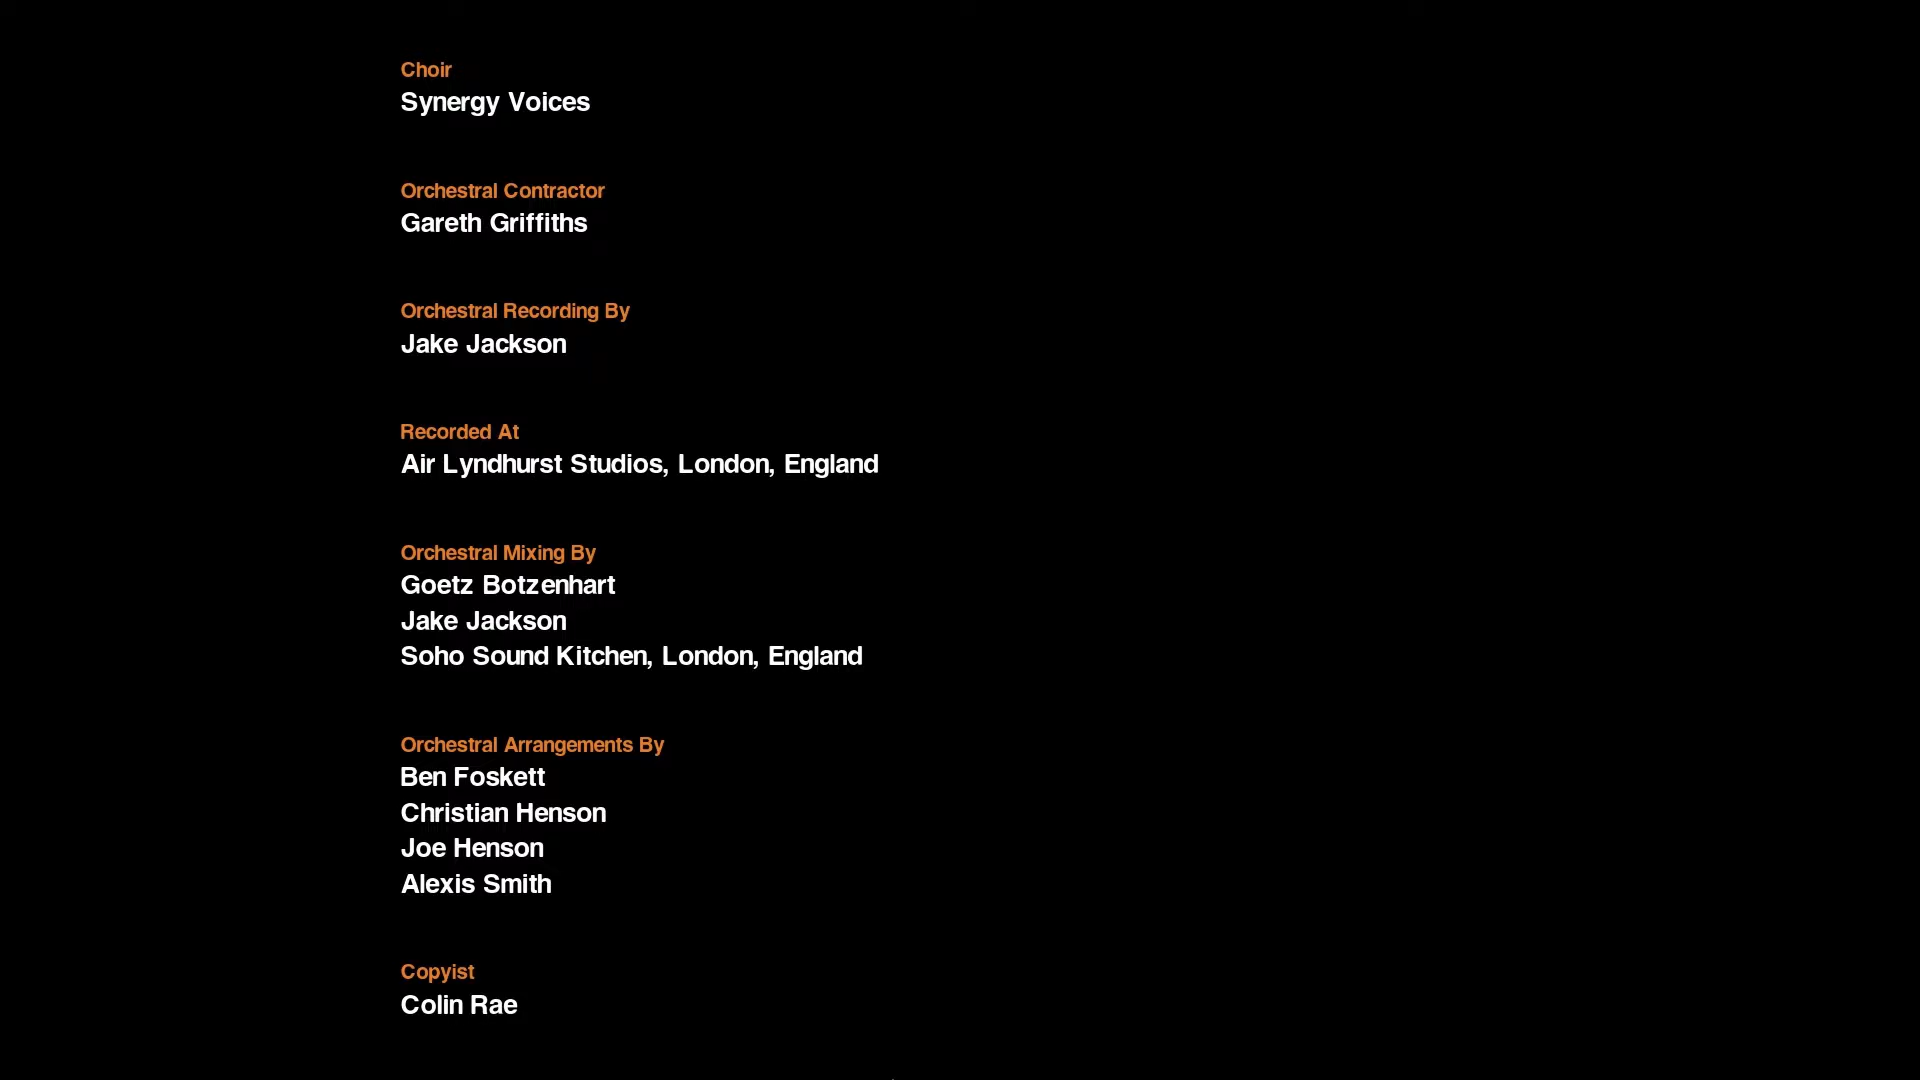 Choir
Synergy Voices
Orchestral Contractor
Gareth Griffiths
Orchestral Recording By
Jake Jackson
Recorded At
Air Lyndhurst Studios, London, England
Orchestral Mixing By
Goetz Botzenhart
Jake Jackson
Soho Sound Kitchen, London, England
Orchestral Arrangements By
Ben Foskett
Christian Henson
Joe Henson
Alexis Smith
Copyist
Colin Rae